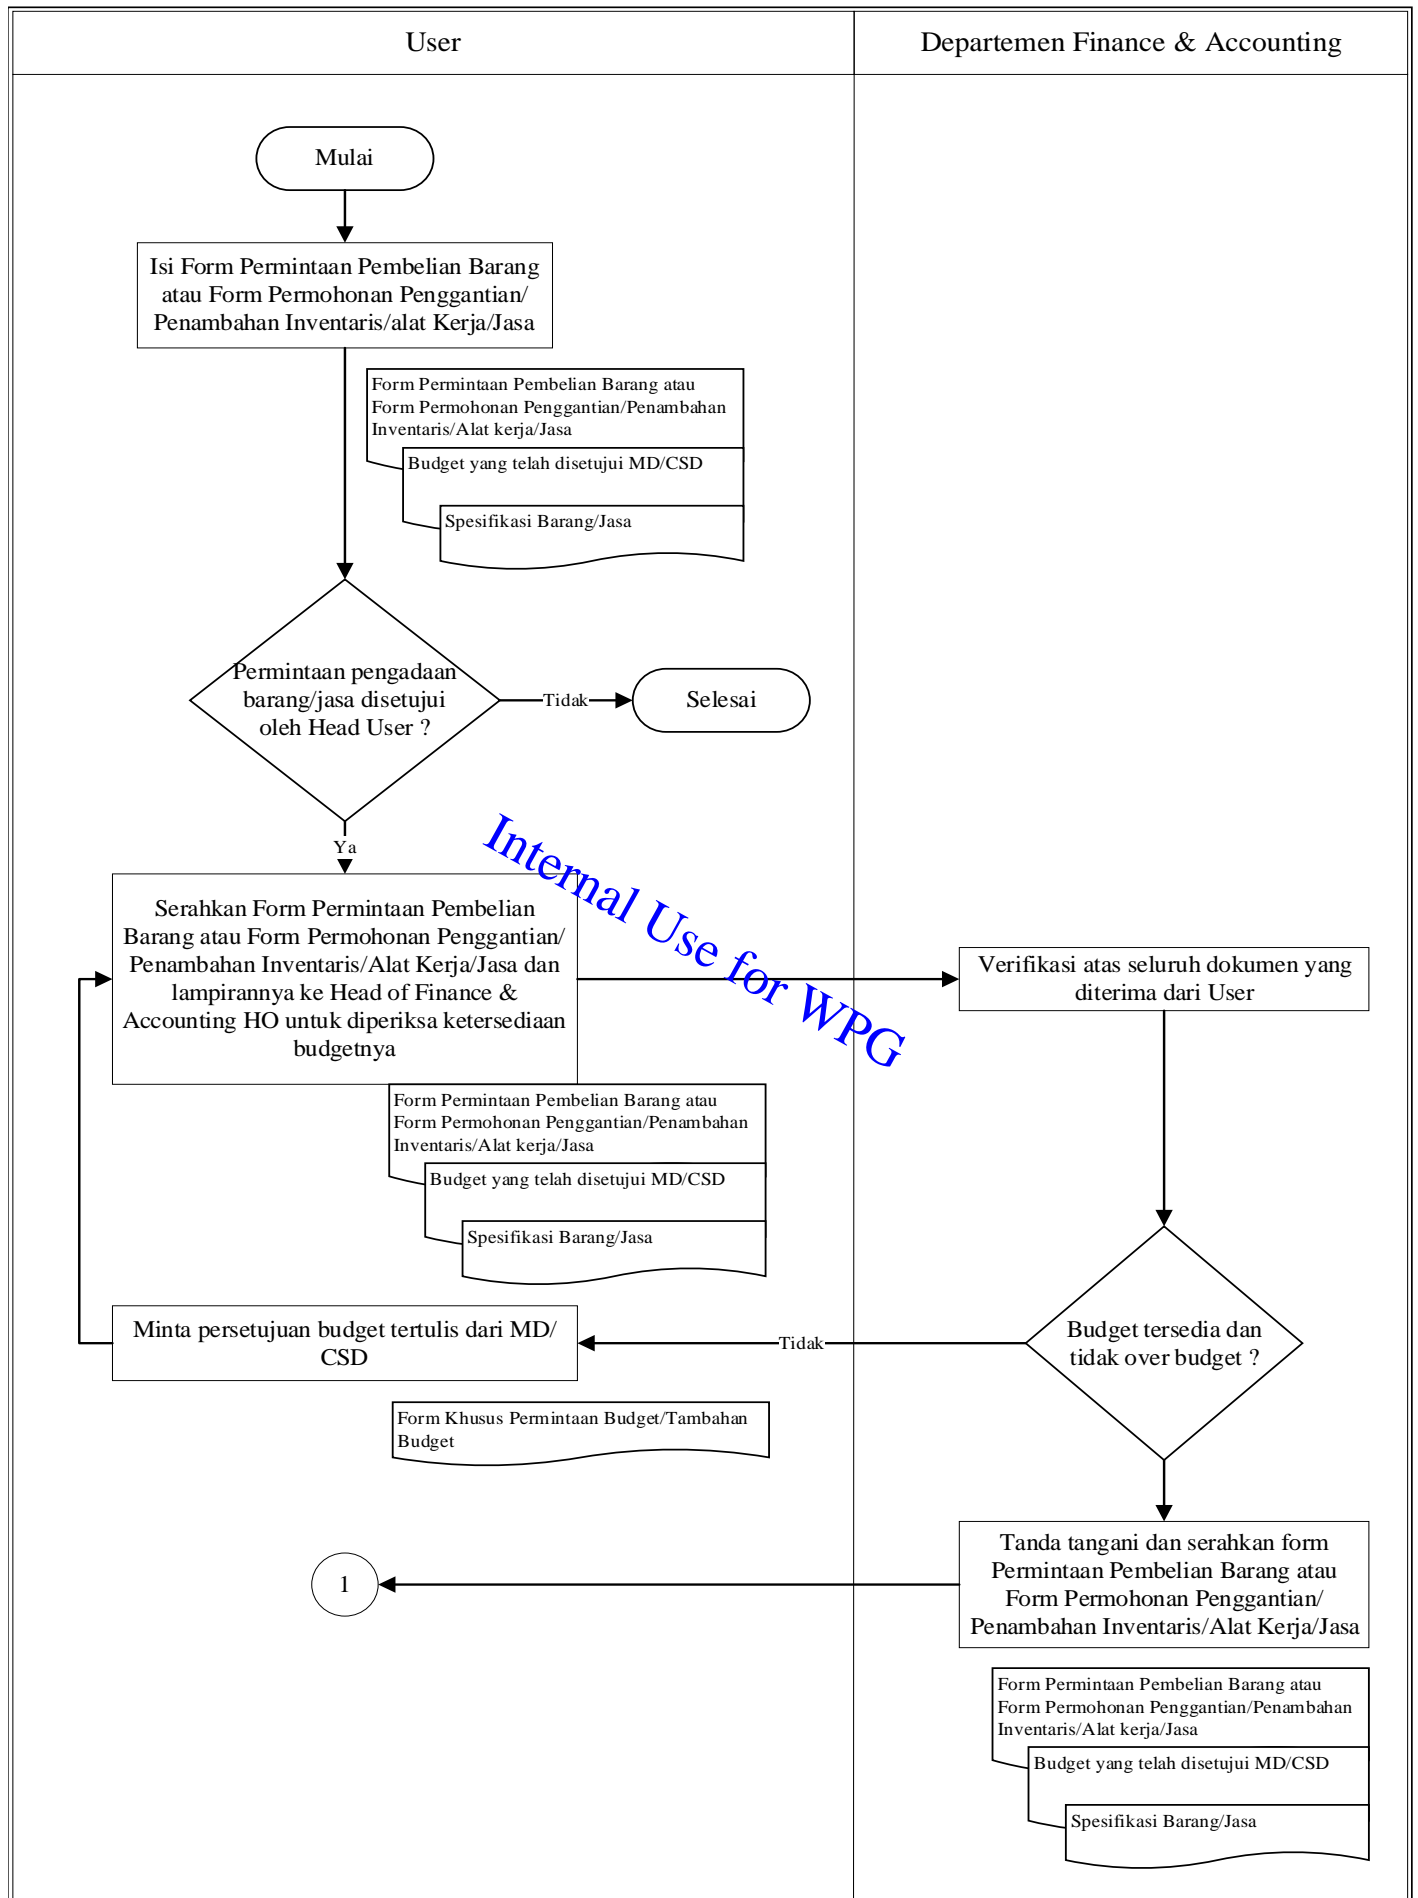 User
Departemen Finance & Accounting
Mulai
Isi Form Permintaan Pembelian Barang
atau Form Permohonan Penggantian/
Penambahan Inventaris/alat Kerja/Jasa
Form Permintaan Pembelian Barang atau
Form Permohonan Penggantian/Penambahan
Inventaris/Alat kerja/Jasa
Budget yang telah disetujui MD/CSD
Spesifikasi Barang/Jasa
Permintaan pengadaan
barang/jasa disetujui
oleh Head User ?
Tidak
Selesai
Ya
Internal Use for WPG
Serahkan Form Permintaan Pembelian
Barang atau Form Permohonan Penggantian/
Penambahan Inventaris/Alat Kerja/Jasa dan
lampirannya ke Head of Finance &
Accounting HO untuk diperiksa ketersediaan
budgetnya
Verifikasi atas seluruh dokumen yang
diterima dari User
Form Permintaan Pembelian Barang atau
Form Permohonan Penggantian/Penambahan
Inventaris/Alat kerja/Jasa
Budget yang telah disetujui MD/CSD
Spesifikasi Barang/Jasa
Minta persetujuan budget tertulis dari MD/
CSD
Tidak
Budget tersedia dan
tidak over budget ?
Form Khusus Permintaan Budget/Tambahan
Budget
1
Tanda tangani dan serahkan form
Permintaan Pembelian Barang atau
Form Permohonan Penggantian/
Penambahan Inventaris/Alat Kerja/Jasa
Form Permintaan Pembelian Barang atau
Form Permohonan Penggantian/Penambahan
Inventaris/Alat kerja/Jasa
Budget yang telah disetujui MD/CSD
Spesifikasi Barang/Jasa